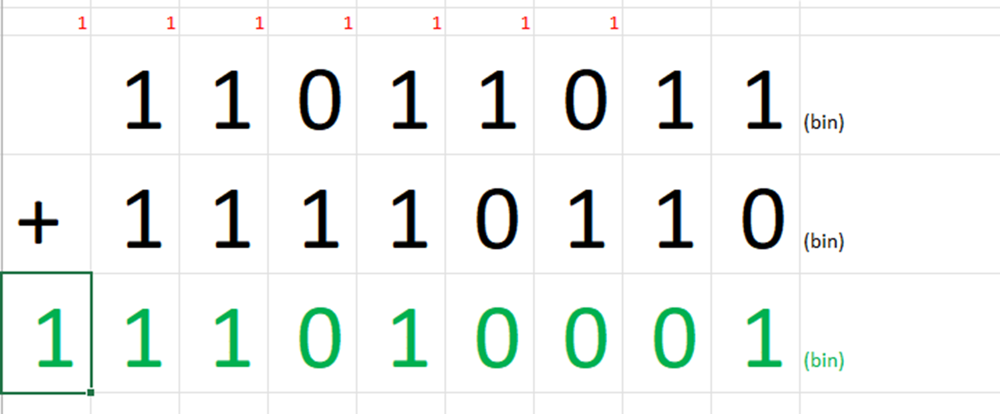 1 1 1 1 1 1 1
1 1 0 1 1 0 1 1 (bin)
+ 1 1 1 1 0 1 1 0 (bin)
1 1 1 0 1 0 0 0 1 (bin)